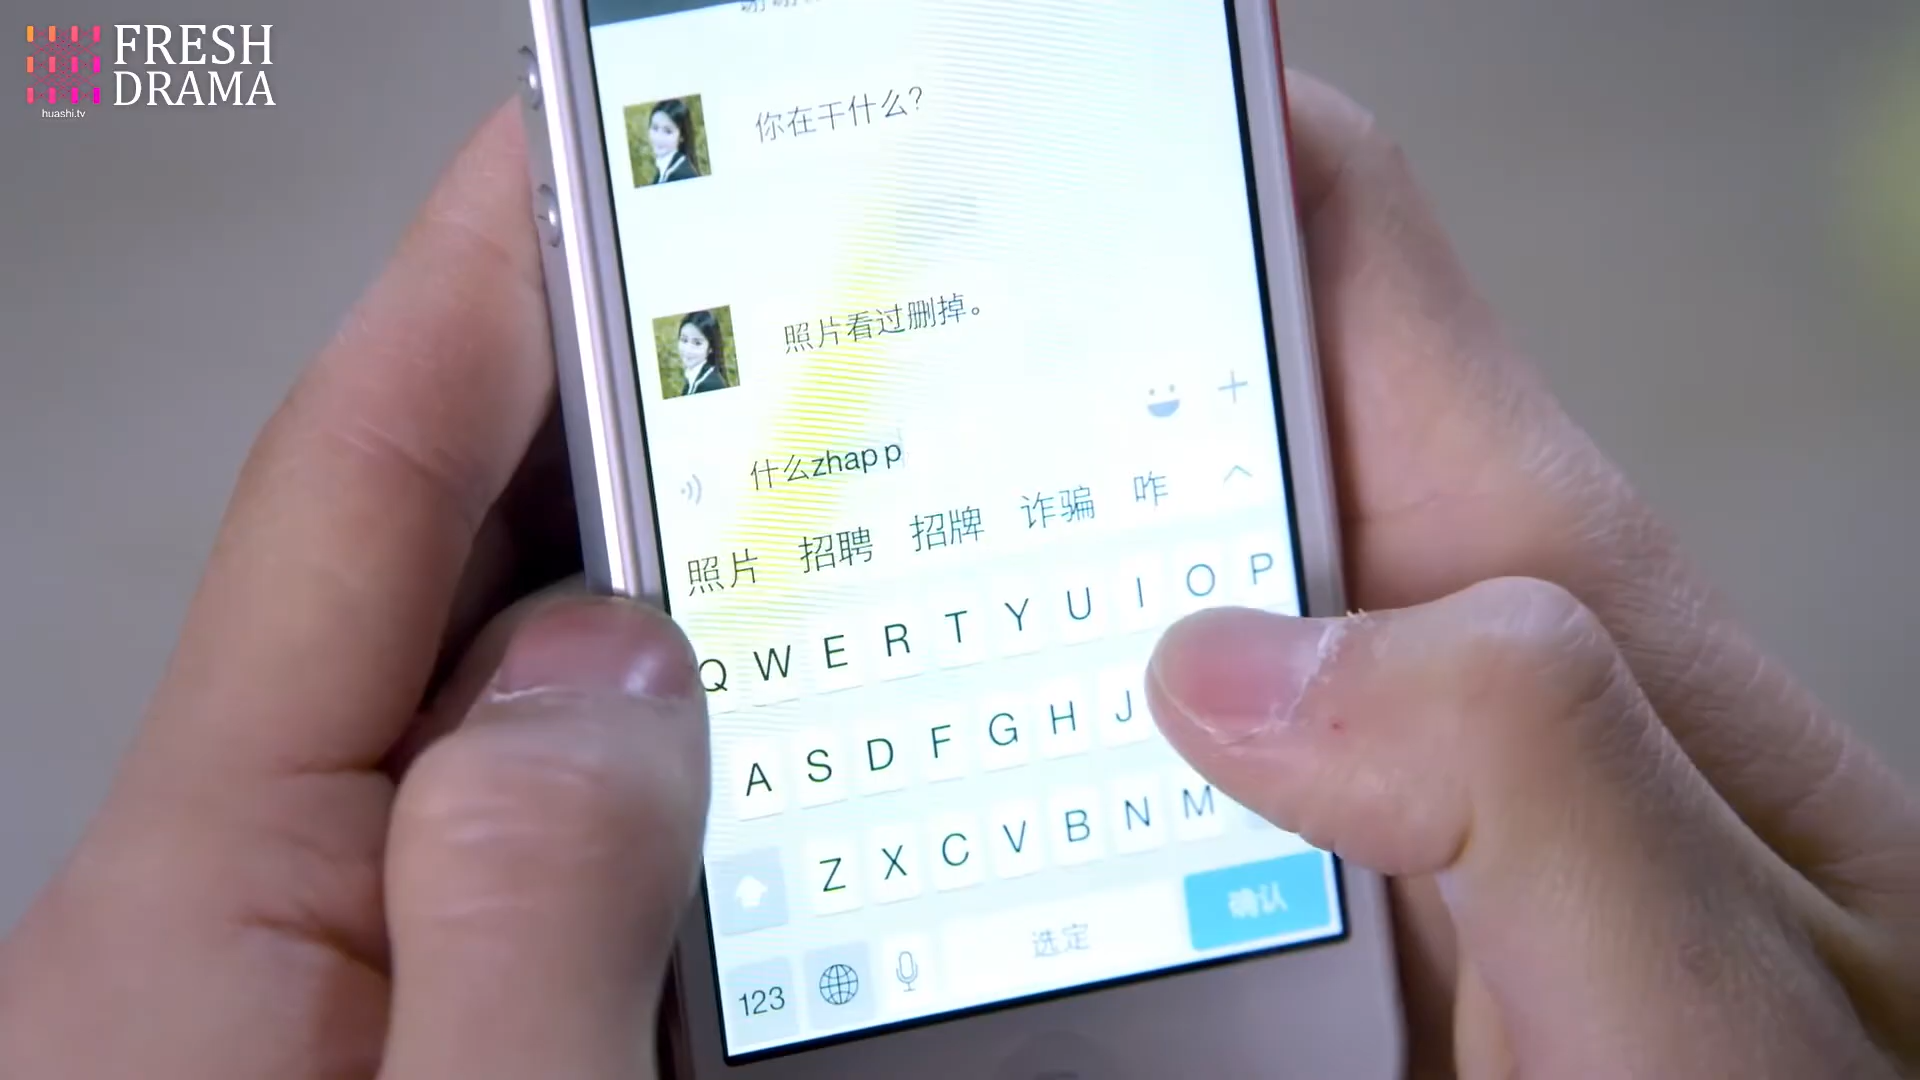 FRESH
DRAMA
huashi.tv
你在干什么?
照片看过删掉。
什么zhap p
照片 招聘 招牌 诈骗 咋
Q W E R T Y U I O P
A S D F G H J
Z X C V B N M
123 选定 确认